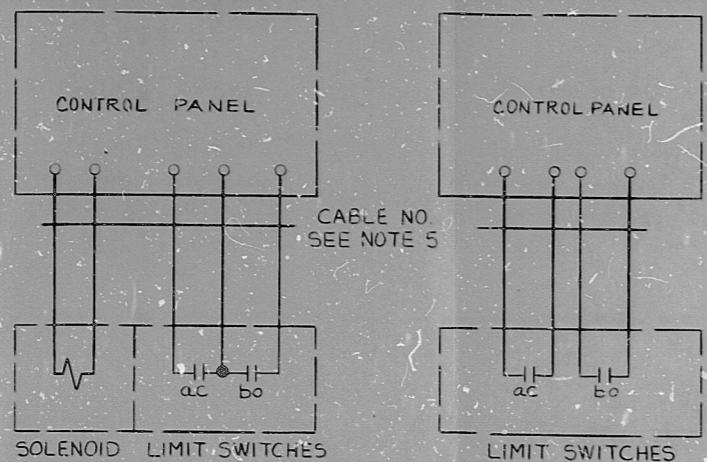 CONTROL PANEL
CONTROL PANEL
CABLE NO.
SEE NOTE 5
ac bo
ac bo
SOLENOID LIMIT SWITCHES
LIMIT SWITCHES